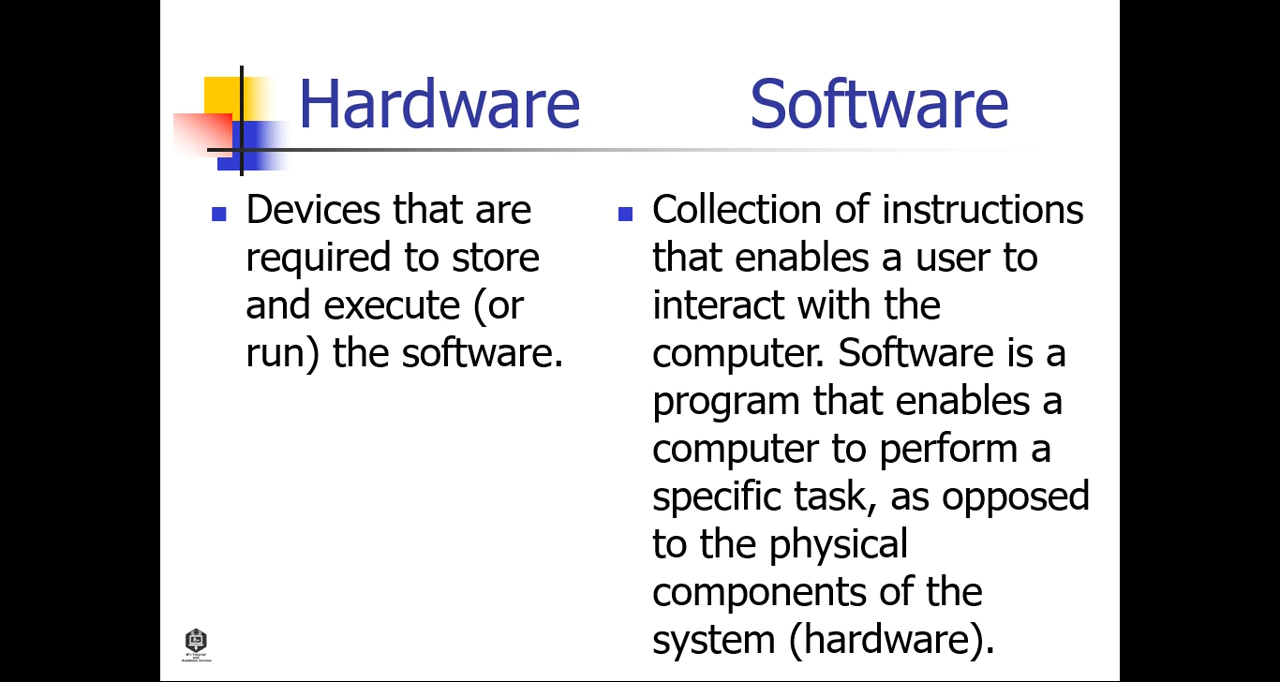 Hardware
Software
Devices that are
required to store
and execute (or
run) the software.
Collection of instructions
that enables a user to
interact with the
computer. Software is a
program that enables a
computer to perform a
specific task, as opposed
to the physical
components of the
system (hardware).
Academic Services